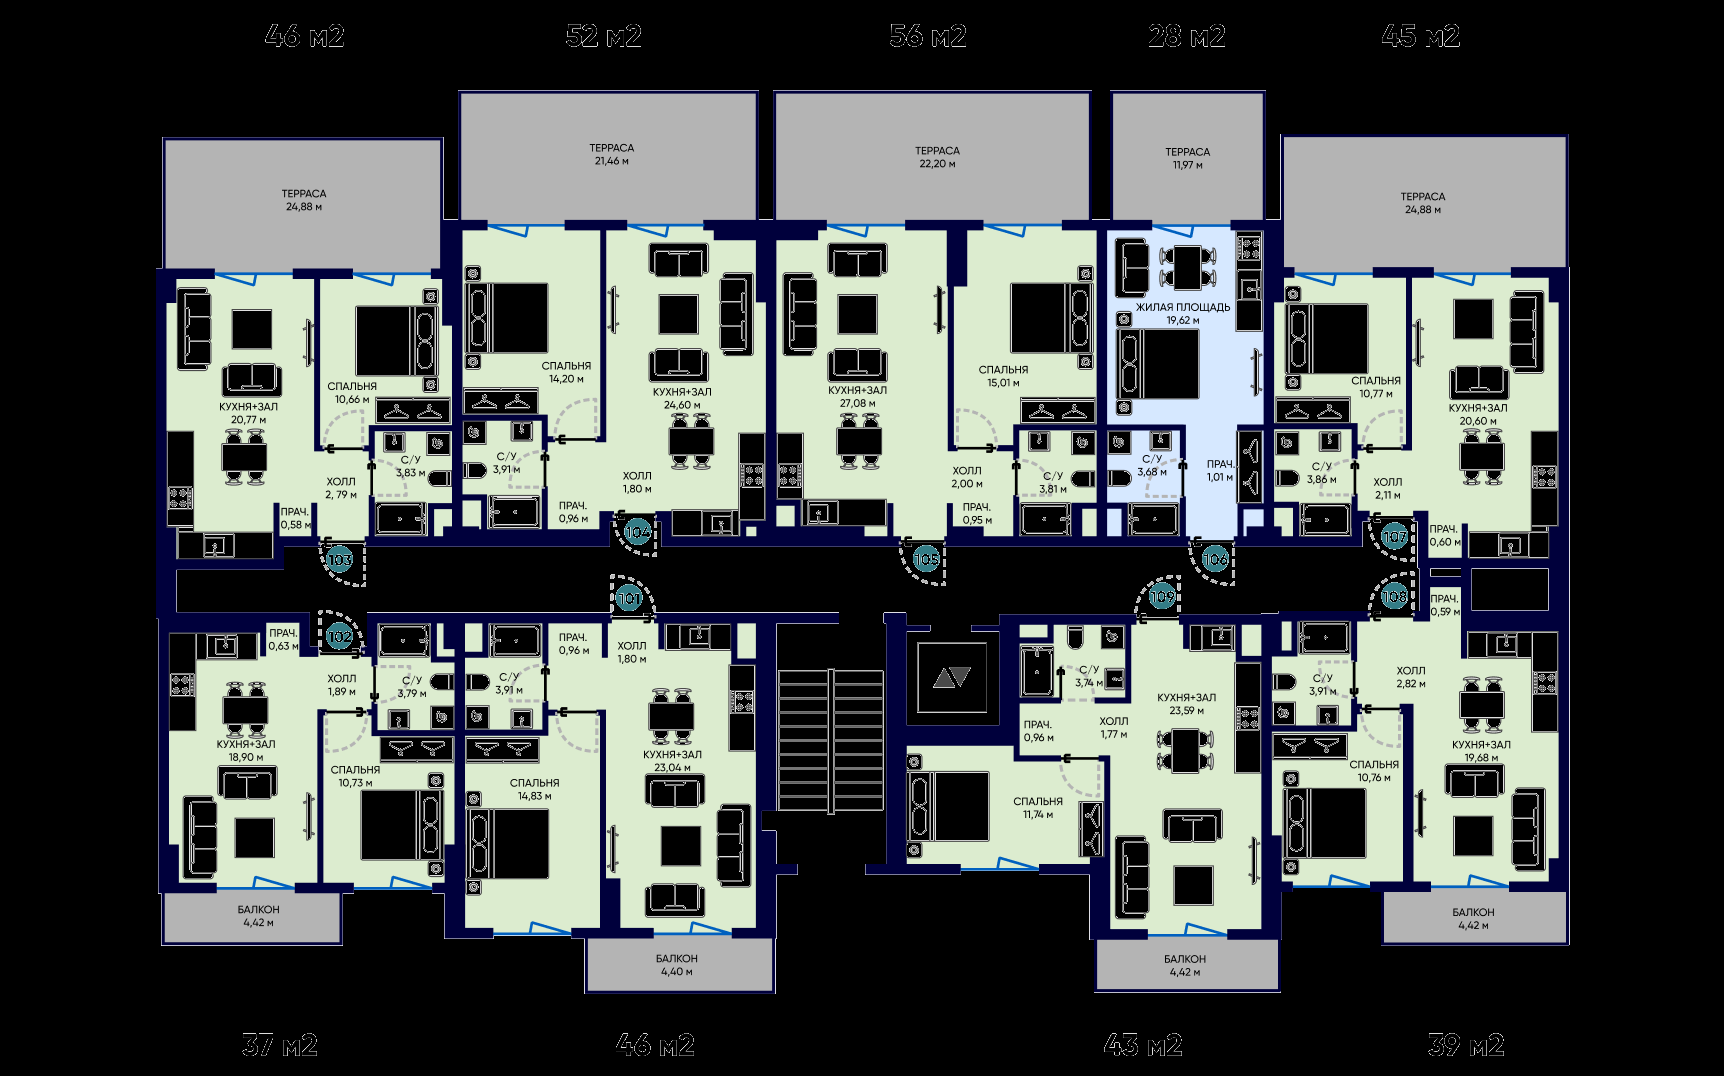 46 м2
52 м2
56 м2
28 м2
45 м2
ТЕРРАСА
24,88 м
ТЕРРАСА
21,46 м
ТЕРРАСА
22,20 м
ТЕРРАСА
11,97 м
ТЕРРАСА
24,88 м
КУХНЯ+ЗАЛ
20,77 м
СПАЛЬНЯ
10,66 м
С/У
3,83 м
ХОЛЛ
2,79 м
ПРАЧ.
0,58 м
103
СПАЛЬНЯ
14,20 м
КУХНЯ+ЗАЛ
24,60 м
С/У
3,91 м
ХОЛЛ
1,80 м
ПРАЧ.
0,96 м
104
КУХНЯ+ЗАЛ
27,08 м
СПАЛЬНЯ
15,01 м
ХОЛЛ
2,00 м
С/У
3,81 м
ПРАЧ.
0,95 м
105
ЖИЛАЯ ПЛОЩАДЬ
19,62 м
С/У
3,68 м
ПРАЧ.
1,01 м
106
СПАЛЬНЯ
10,77 м
КУХНЯ+ЗАЛ
20,60 м
С/У
3,86 м
ХОЛЛ
2,11 м
ПРАЧ.
0,60 м
107
102
ПРАЧ.
0,63 м
ХОЛЛ
1,89 м
С/У
3,79 м
КУХНЯ+ЗАЛ
18,90 м
СПАЛЬНЯ
10,73 м
БАЛКОН
4,42 м
101
ПРАЧ.
0,96 м
ХОЛЛ
1,80 м
С/У
3,91 м
КУХНЯ+ЗАЛ
23,04 м
СПАЛЬНЯ
14,83 м
БАЛКОН
4,40 м
109
С/У
3,74 м
КУХНЯ+ЗАЛ
23,59 м
ПРАЧ.
0,96 м
ХОЛЛ
1,77 м
СПАЛЬНЯ
11,74 м
БАЛКОН
4,42 м
108
ПРАЧ.
0,59 м
С/У
3,91 м
ХОЛЛ
2,82 м
КУХНЯ+ЗАЛ
19,68 м
СПАЛЬНЯ
10,76 м
БАЛКОН
4,42 м
37 м2
46 м2
43 м2
39 м2